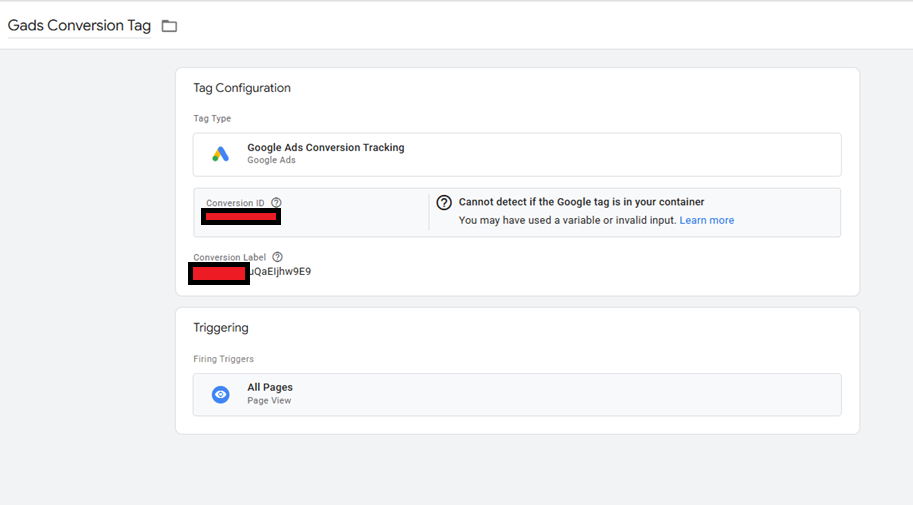 Gads Conversion Tag
Tag Configuration
Tag Type
Google Ads Conversion Tracking
Google Ads
Conversion ID
Cannot detect if the Google tag is in your container
You may have used a variable or invalid input. Learn more
Conversion Label
uQaEIjhw9E9
Triggering
Firing Triggers
All Pages
Page View